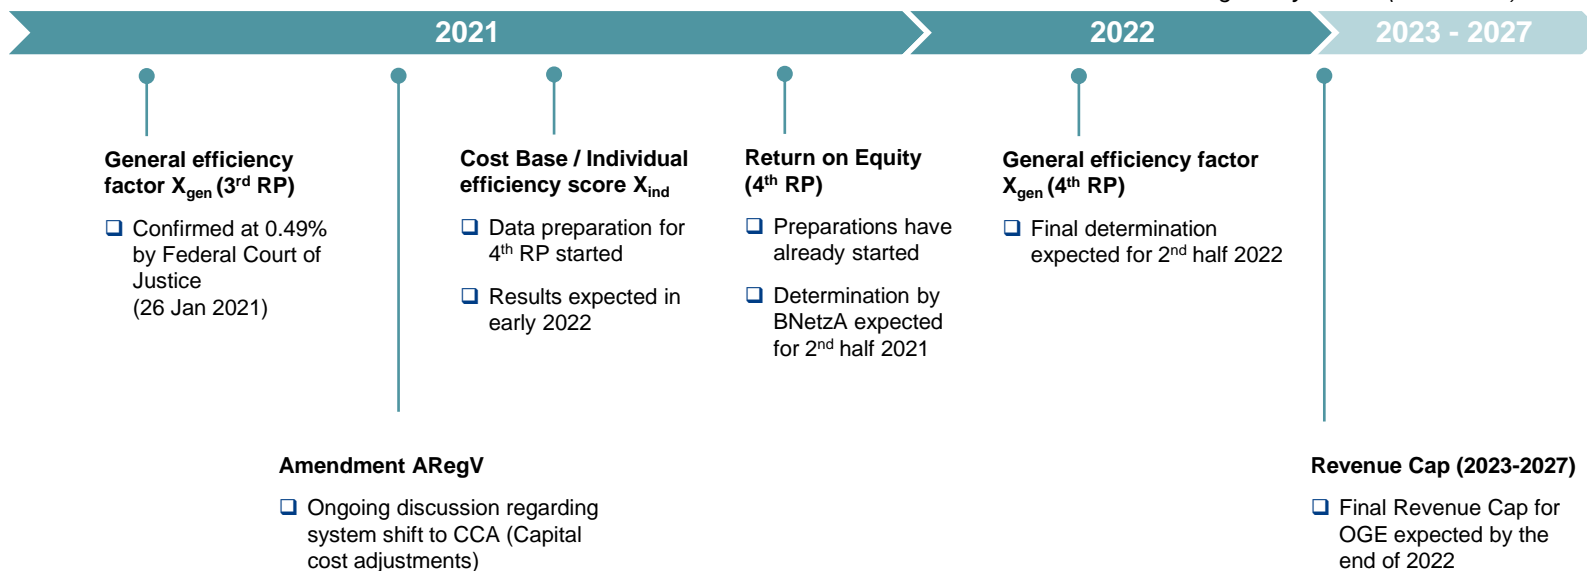 2021
2022
2023 - 2027
General efficiency
factor Xgen (3rd RP)
Confirmed at 0.49%
by Federal Court of
Justice
(26 Jan 2021)
Cost Base / Individual
efficiency score Xind
Data preparation for
4th RP started
Results expected in
early 2022
Return on Equity
(4th RP)
Preparations have
already started
Determination by
BNetzA expected
for 2nd half 2021
General efficiency factor
Xgen (4th RP)
Final determination
expected for 2nd half 2022
Amendment ARegV
Ongoing discussion regarding
system shift to CCA (Capital
cost adjustments)
Revenue Cap (2023-2027)
Final Revenue Cap for
OGE expected by the
end of 2022